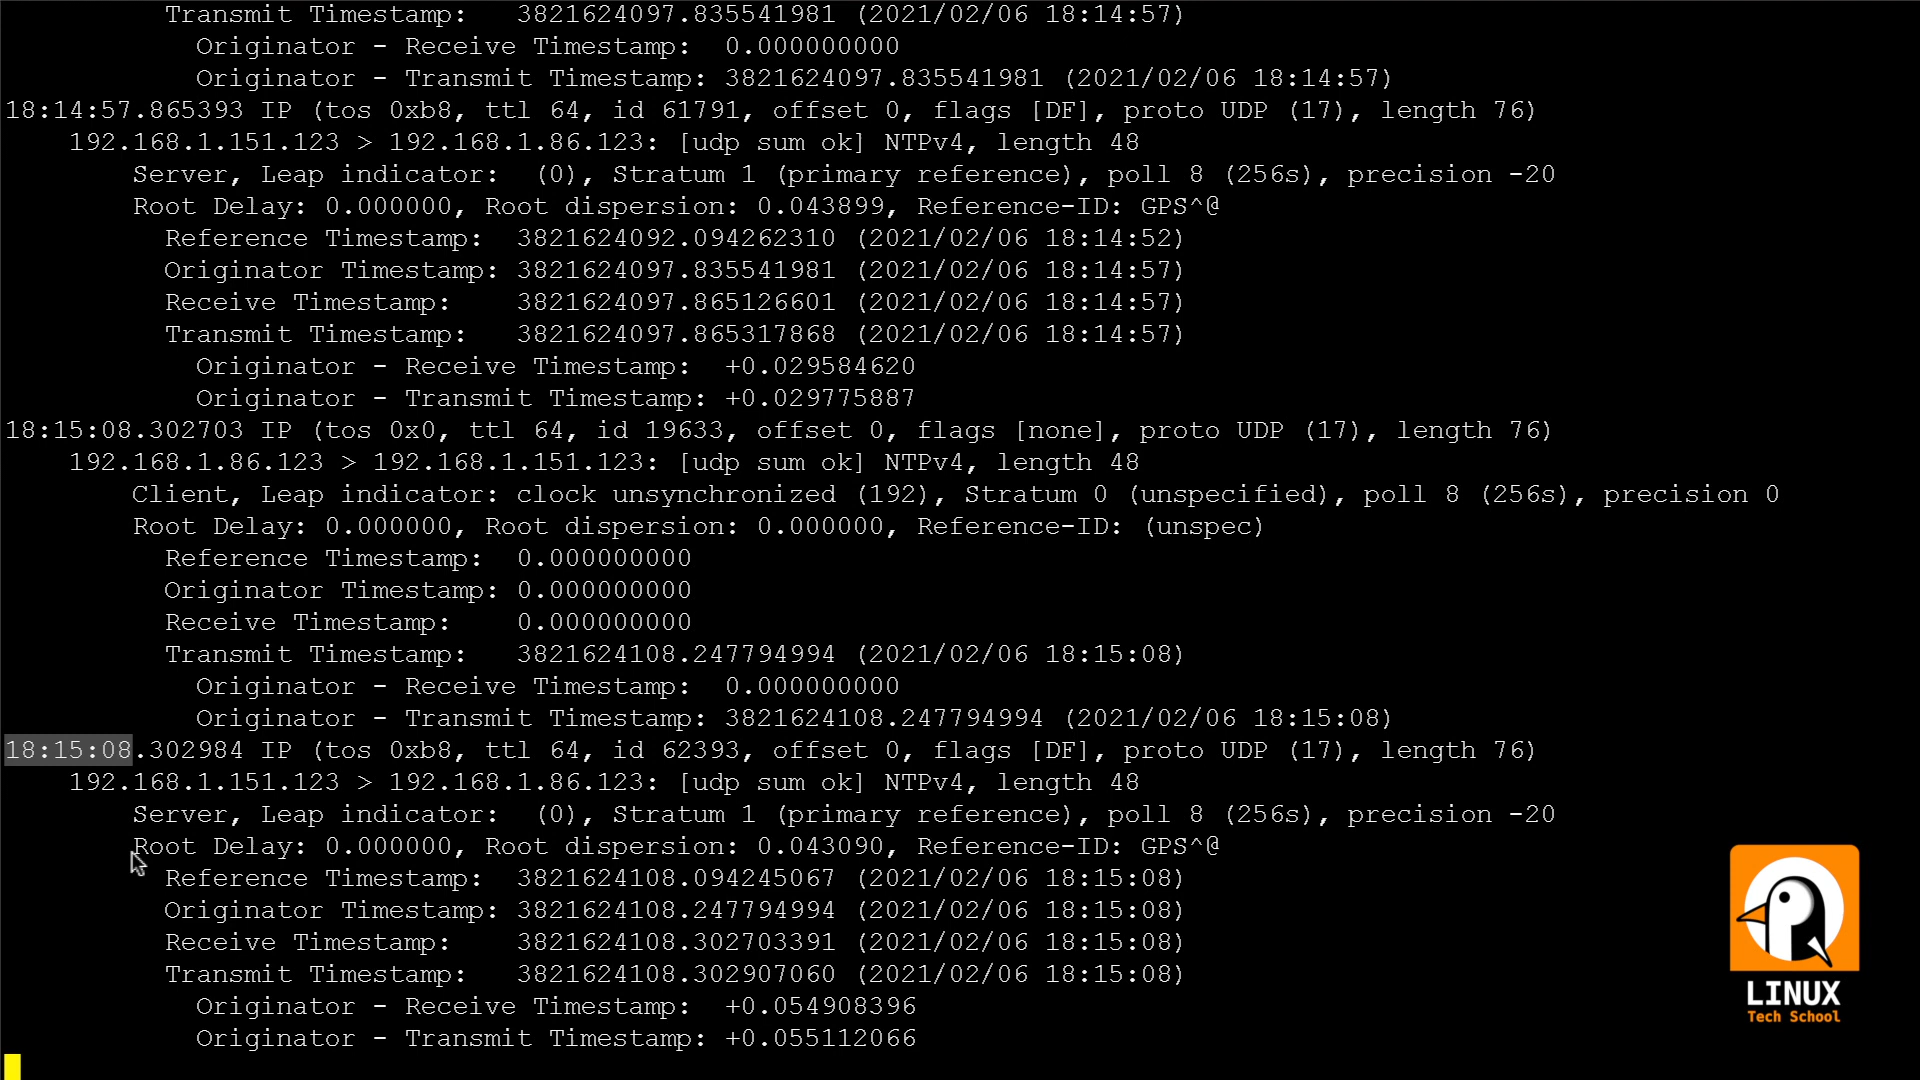 Transmit Timestamp:   3821624097.835541981 (2021/02/06 18:14:57)
Originator - Receive Timestamp:  0.000000000
Originator - Transmit Timestamp: 3821624097.835541981 (2021/02/06 18:14:57)
18:14:57.865393 IP (tos 0xb8, ttl 64, id 61791, offset 0, flags [DF], proto UDP (17), length 76)
192.168.1.151.123 > 192.168.1.86.123: [udp sum ok] NTPv4, length 48
Server, Leap indicator:  (0), Stratum 1 (primary reference), poll 8 (256s), precision -20
Root Delay: 0.000000, Root dispersion: 0.043899, Reference-ID: GPS^@
Reference Timestamp:  3821624092.094262310 (2021/02/06 18:14:52)
Originator Timestamp: 3821624097.835541981 (2021/02/06 18:14:57)
Receive Timestamp:    3821624097.865126601 (2021/02/06 18:14:57)
Transmit Timestamp:   3821624097.865317868 (2021/02/06 18:14:57)
Originator - Receive Timestamp:  +0.029584620
Originator - Transmit Timestamp: +0.029775887
18:15:08.302703 IP (tos 0x0, ttl 64, id 19633, offset 0, flags [none], proto UDP (17), length 76)
192.168.1.86.123 > 192.168.1.151.123: [udp sum ok] NTPv4, length 48
Client, Leap indicator: clock unsynchronized (192), Stratum 0 (unspecified), poll 8 (256s), precision 0
Root Delay: 0.000000, Root dispersion: 0.000000, Reference-ID: (unspec)
Reference Timestamp:  0.000000000
Originator Timestamp: 0.000000000
Receive Timestamp:    0.000000000
Transmit Timestamp:   3821624108.247794994 (2021/02/06 18:15:08)
Originator - Receive Timestamp:  0.000000000
Originator - Transmit Timestamp: 3821624108.247794994 (2021/02/06 18:15:08)
18:15:08.302984 IP (tos 0xb8, ttl 64, id 62393, offset 0, flags [DF], proto UDP (17), length 76)
192.168.1.151.123 > 192.168.1.86.123: [udp sum ok] NTPv4, length 48
Server, Leap indicator:  (0), Stratum 1 (primary reference), poll 8 (256s), precision -20
Root Delay: 0.000000, Root dispersion: 0.043090, Reference-ID: GPS^@
Reference Timestamp:  3821624108.094245067 (2021/02/06 18:15:08)
Originator Timestamp: 3821624108.247794994 (2021/02/06 18:15:08)
Receive Timestamp:    3821624108.302703391 (2021/02/06 18:15:08)
Transmit Timestamp:   3821624108.302907060 (2021/02/06 18:15:08)
Originator - Receive Timestamp:  +0.054908396
Originator - Transmit Timestamp: +0.055112066
LINUX
Tech School